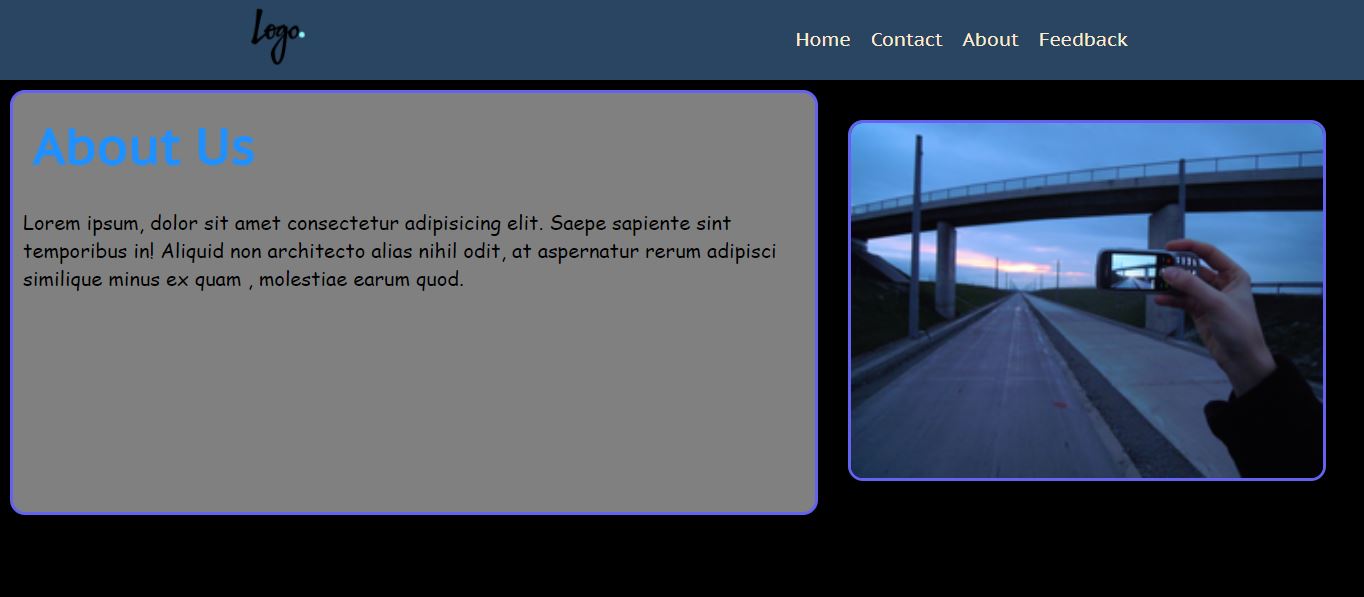 Logo.
Home Contact About Feedback
About Us
Lorem ipsum, dolor sit amet consectetur adipisicing elit. Saepe sapiente sint
temporibus in! Aliquid non architecto alias nihil odit, at aspernatur rerum adipisci
similique minus ex quam , molestiae earum quod.